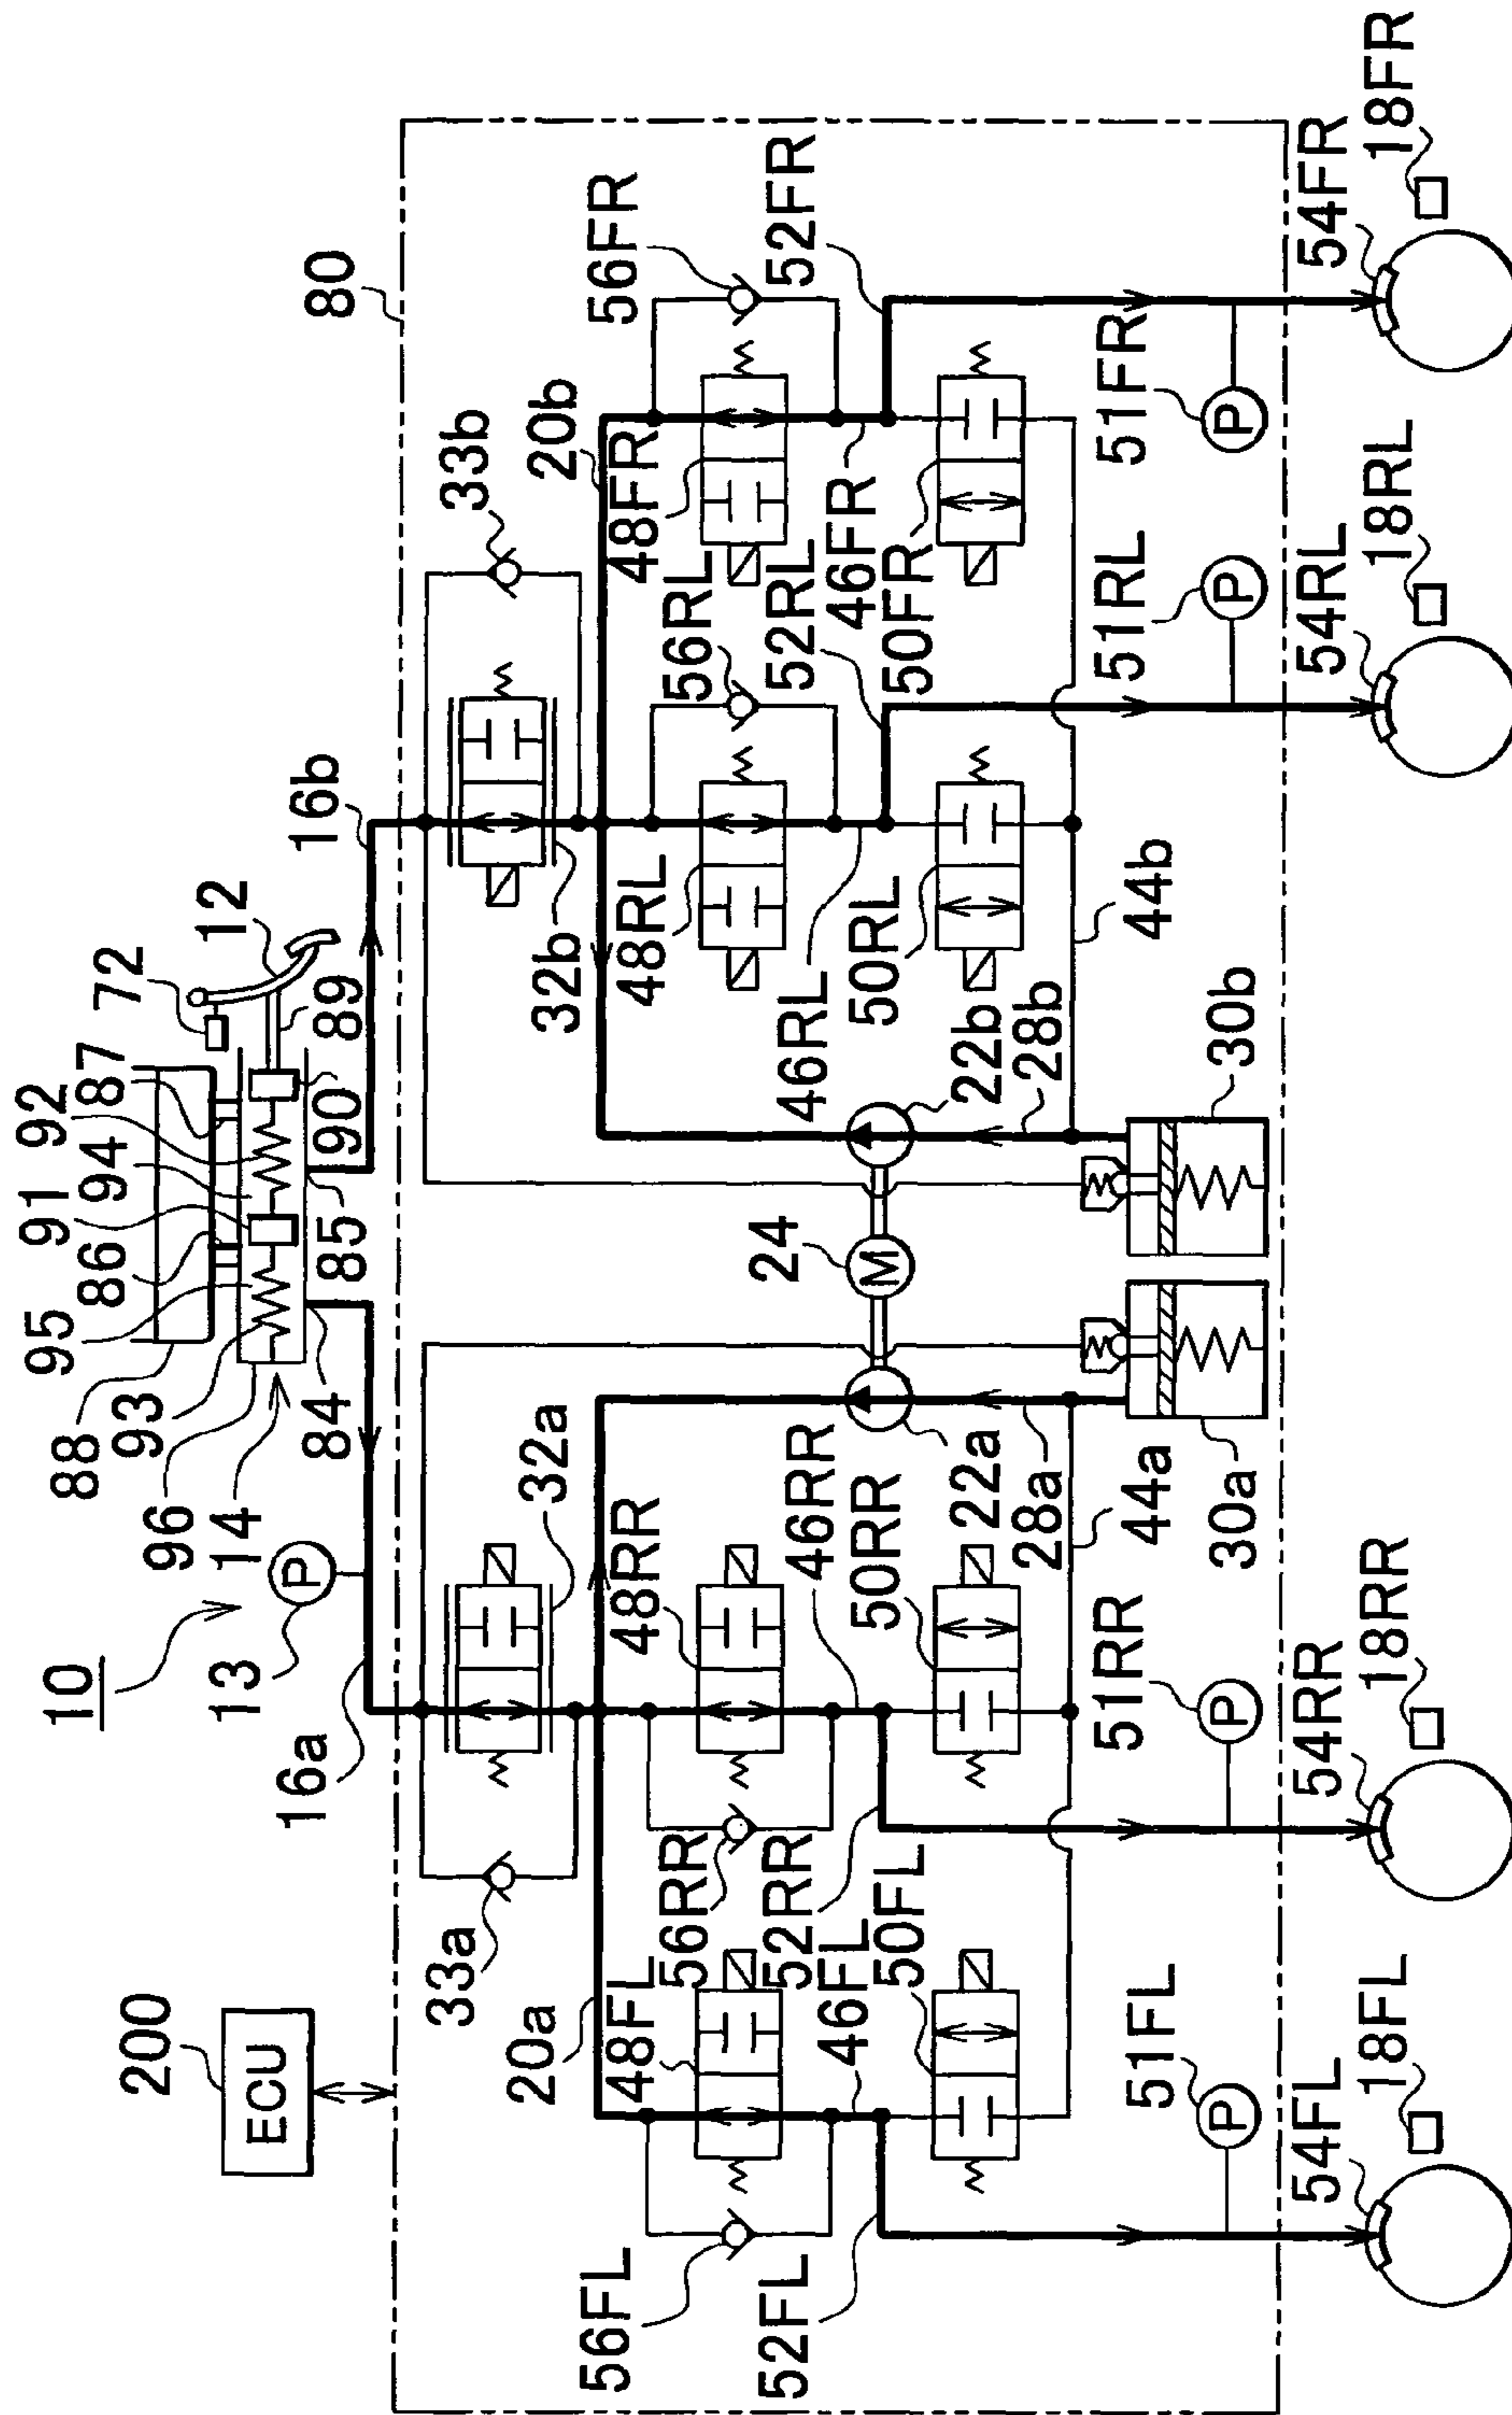 10
200
ECU
13
P
16a
14
96
88
93
95
86
91
94
92
87
72
12
89
90
85
84
16b
80
33a
32a
32b
33b
20a
20b
48FL
56FL
48RR
56RR
48RL
56RL
48FR
56FR
52FL
46FL
50FL
52RR
46RR
50RR
22a
24
M
22b
46RL
50RL
52RL
46FR
50FR
52FR
28a
28b
44a
44b
30a
30b
51FL
P
51RR
P
51RL
P
51FR
P
54FL
18FL
54RR
18RR
54RL
18RL
54FR
18FR